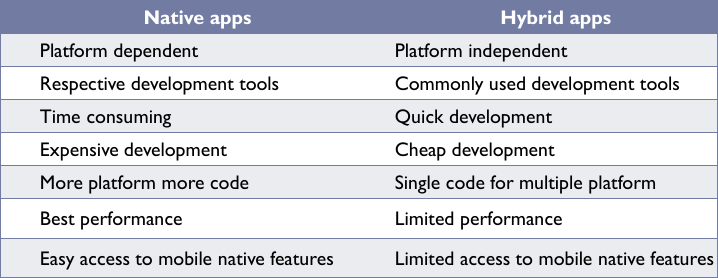 Native apps Hybrid apps
Platform dependent Platform independent
Respective development tools Commonly used development tools
Time consuming Quick development
Expensive development Cheap development
More platform more code Single code for multiple platform
Best performance Limited performance
Easy access to mobile native features Limited access to mobile native features